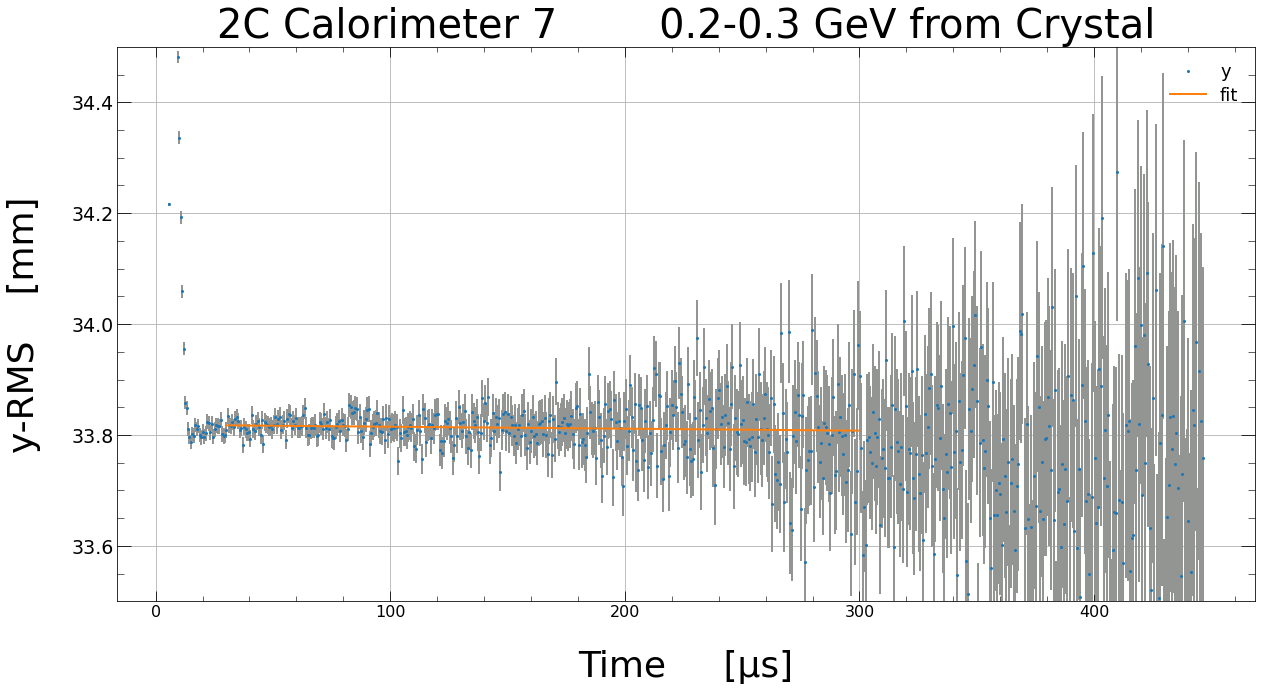 2C Calorimeter 7 0.2-0.3 GeV from Crystal
y
fit
y-RMS [mm]
34.4
34.2
34.0
33.8
33.6
0 100 200 300 400
Time [μs]